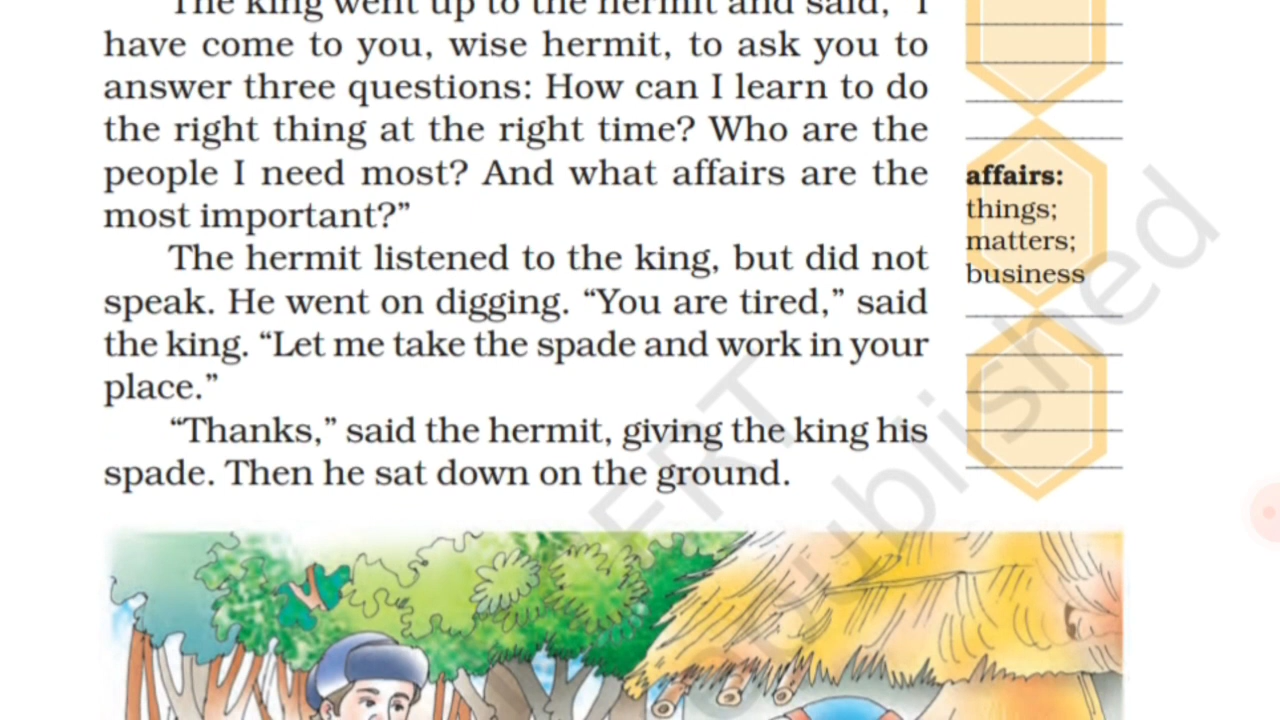 The king went up to the hermit and said, "I
have come to you, wise hermit, to ask you to
answer three questions: How can I learn to do
the right thing at the right time? Who are the
people I need most? And what affairs are the
most important?”
The hermit listened to the king, but did not
speak. He went on digging. “You are tired,” said
the king. “Let me take the spade and work in your
place.”
“Thanks,” said the hermit, giving the king his
spade. Then he sat down on the ground.
affairs:
things;
matters;
business